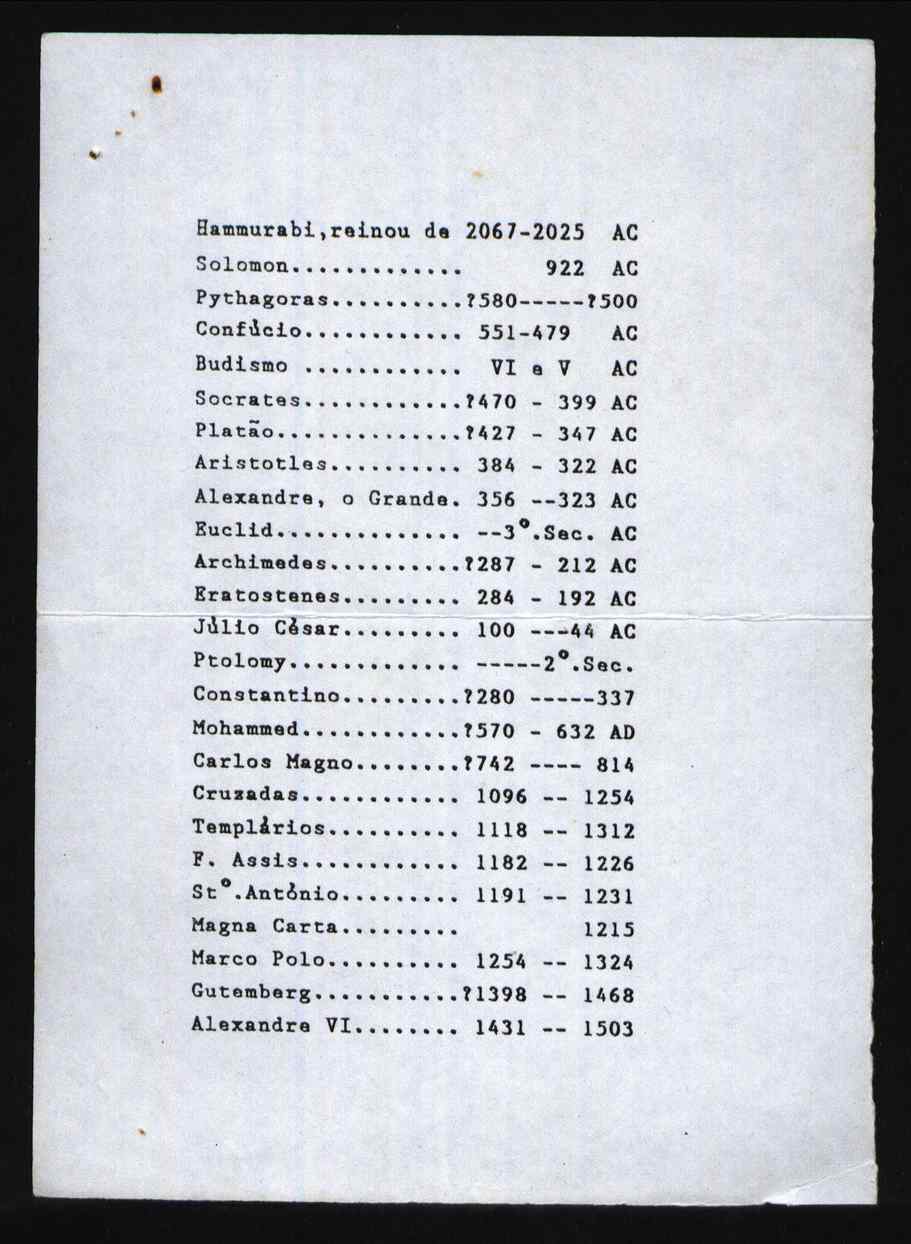 Hammurabi,reinou de 2067-2025 AC
Solomon............. 922 AC
Pythagoras..........?580-----?500
Confúcio............ 551-479 AC
Budismo ............ VI e V AC
Socrates............?470 - 399 AC
Platão..............?427 - 347 AC
Aristotles.......... 384 - 322 AC
Alexandre, o Grande. 356 --323 AC
Euclid.............. --3º.Sec. AC
Archimedes..........?287 - 212 AC
Eratostenes......... 284 - 192 AC
Júlio César......... 100 ---44 AC
Ptolomy............. -----2º.Sec.
Constantino.........?280 -----337
Mohammed............?570 - 632 AD
Carlos Magno........?742 ---- 814
Cruzadas............ 1096 -- 1254
Templários.......... 1118 -- 1312
F. Assis............ 1182 -- 1226
Stº.António......... 1191 -- 1231
Magna Carta......... 1215
Marco Polo.......... 1254 -- 1324
Gutemberg...........?1398 -- 1468
Alexandre VI........ 1431 -- 1503